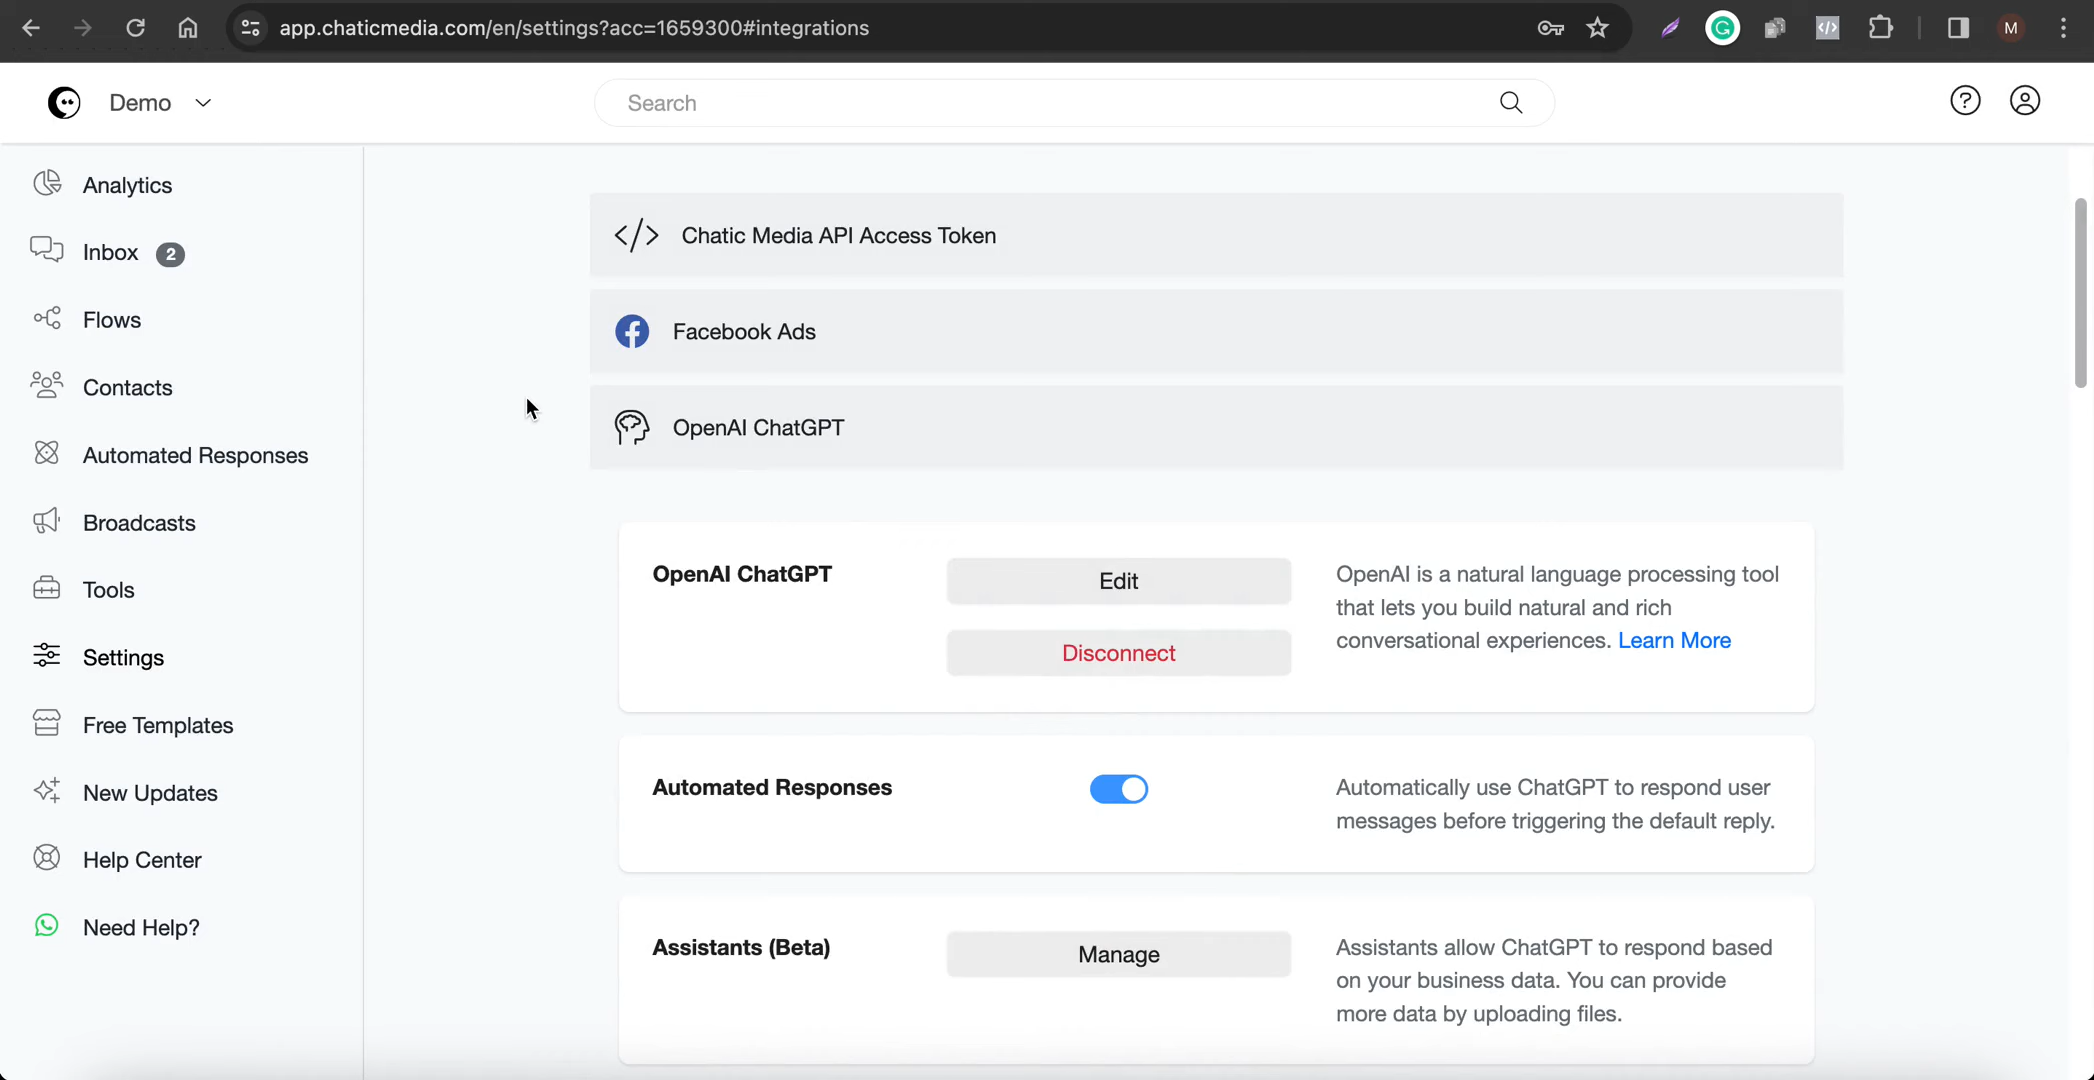 app.chaticmedia.com/en/settings?acc=1659300#integrations
M
Demo
Search
Analytics
Inbox 2
Flows
Contacts
Automated Responses
Broadcasts
Tools
Settings
Free Templates
New Updates
Help Center
Need Help?
</> Chatic Media API Access Token
Facebook Ads
OpenAI ChatGPT
OpenAI ChatGPT
Edit
Disconnect
OpenAI is a natural language processing tool
that lets you build natural and rich
conversational experiences. Learn More
Automated Responses
Automatically use ChatGPT to respond user
messages before triggering the default reply.
Assistants (Beta)
Manage
Assistants allow ChatGPT to respond based
on your business data. You can provide
more data by uploading files.